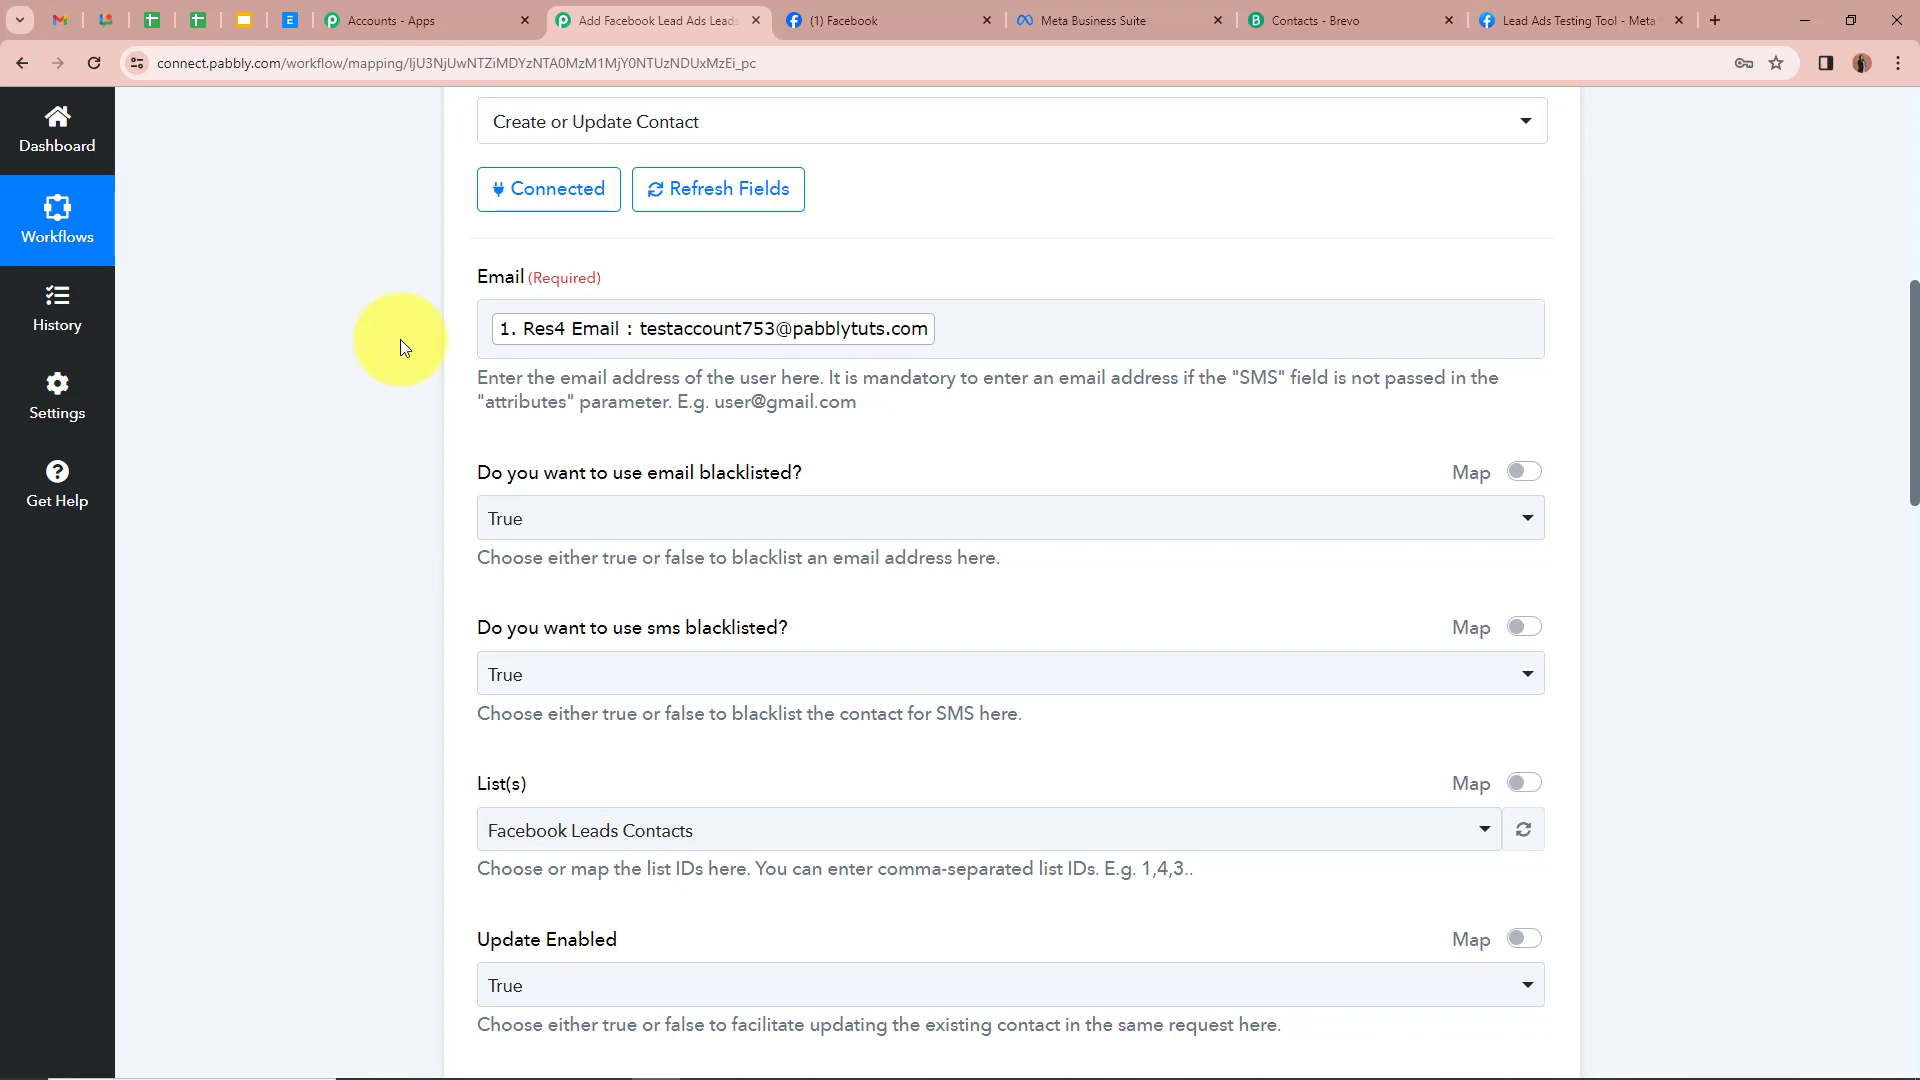 Accounts - Apps
Add Facebook Lead Ads Leads
(1) Facebook
Meta Business Suite
Contacts - Brevo
Lead Ads Testing Tool - Meta
connect.pabbly.com/workflow/mapping/IjU3NjUwNTZiMDYzNTA0MzM1MjY0NTUzNDUxMzEi_pc
Dashboard
Workflows
History
Settings
Get Help
Create or Update Contact
Connected
Refresh Fields
Email (Required)
1. Res4 Email : testaccount753@pabblytuts.com
Enter the email address of the user here. It is mandatory to enter an email address if the "SMS" field is not passed in the
"attributes" parameter. E.g. user@gmail.com
Do you want to use email blacklisted?
Map
True
Choose either true or false to blacklist an email address here.
Do you want to use sms blacklisted?
Map
True
Choose either true or false to blacklist the contact for SMS here.
List(s)
Map
Facebook Leads Contacts
Choose or map the list IDs here. You can enter comma-separated list IDs. E.g. 1,4,3..
Update Enabled
Map
True
Choose either true or false to facilitate updating the existing contact in the same request here.